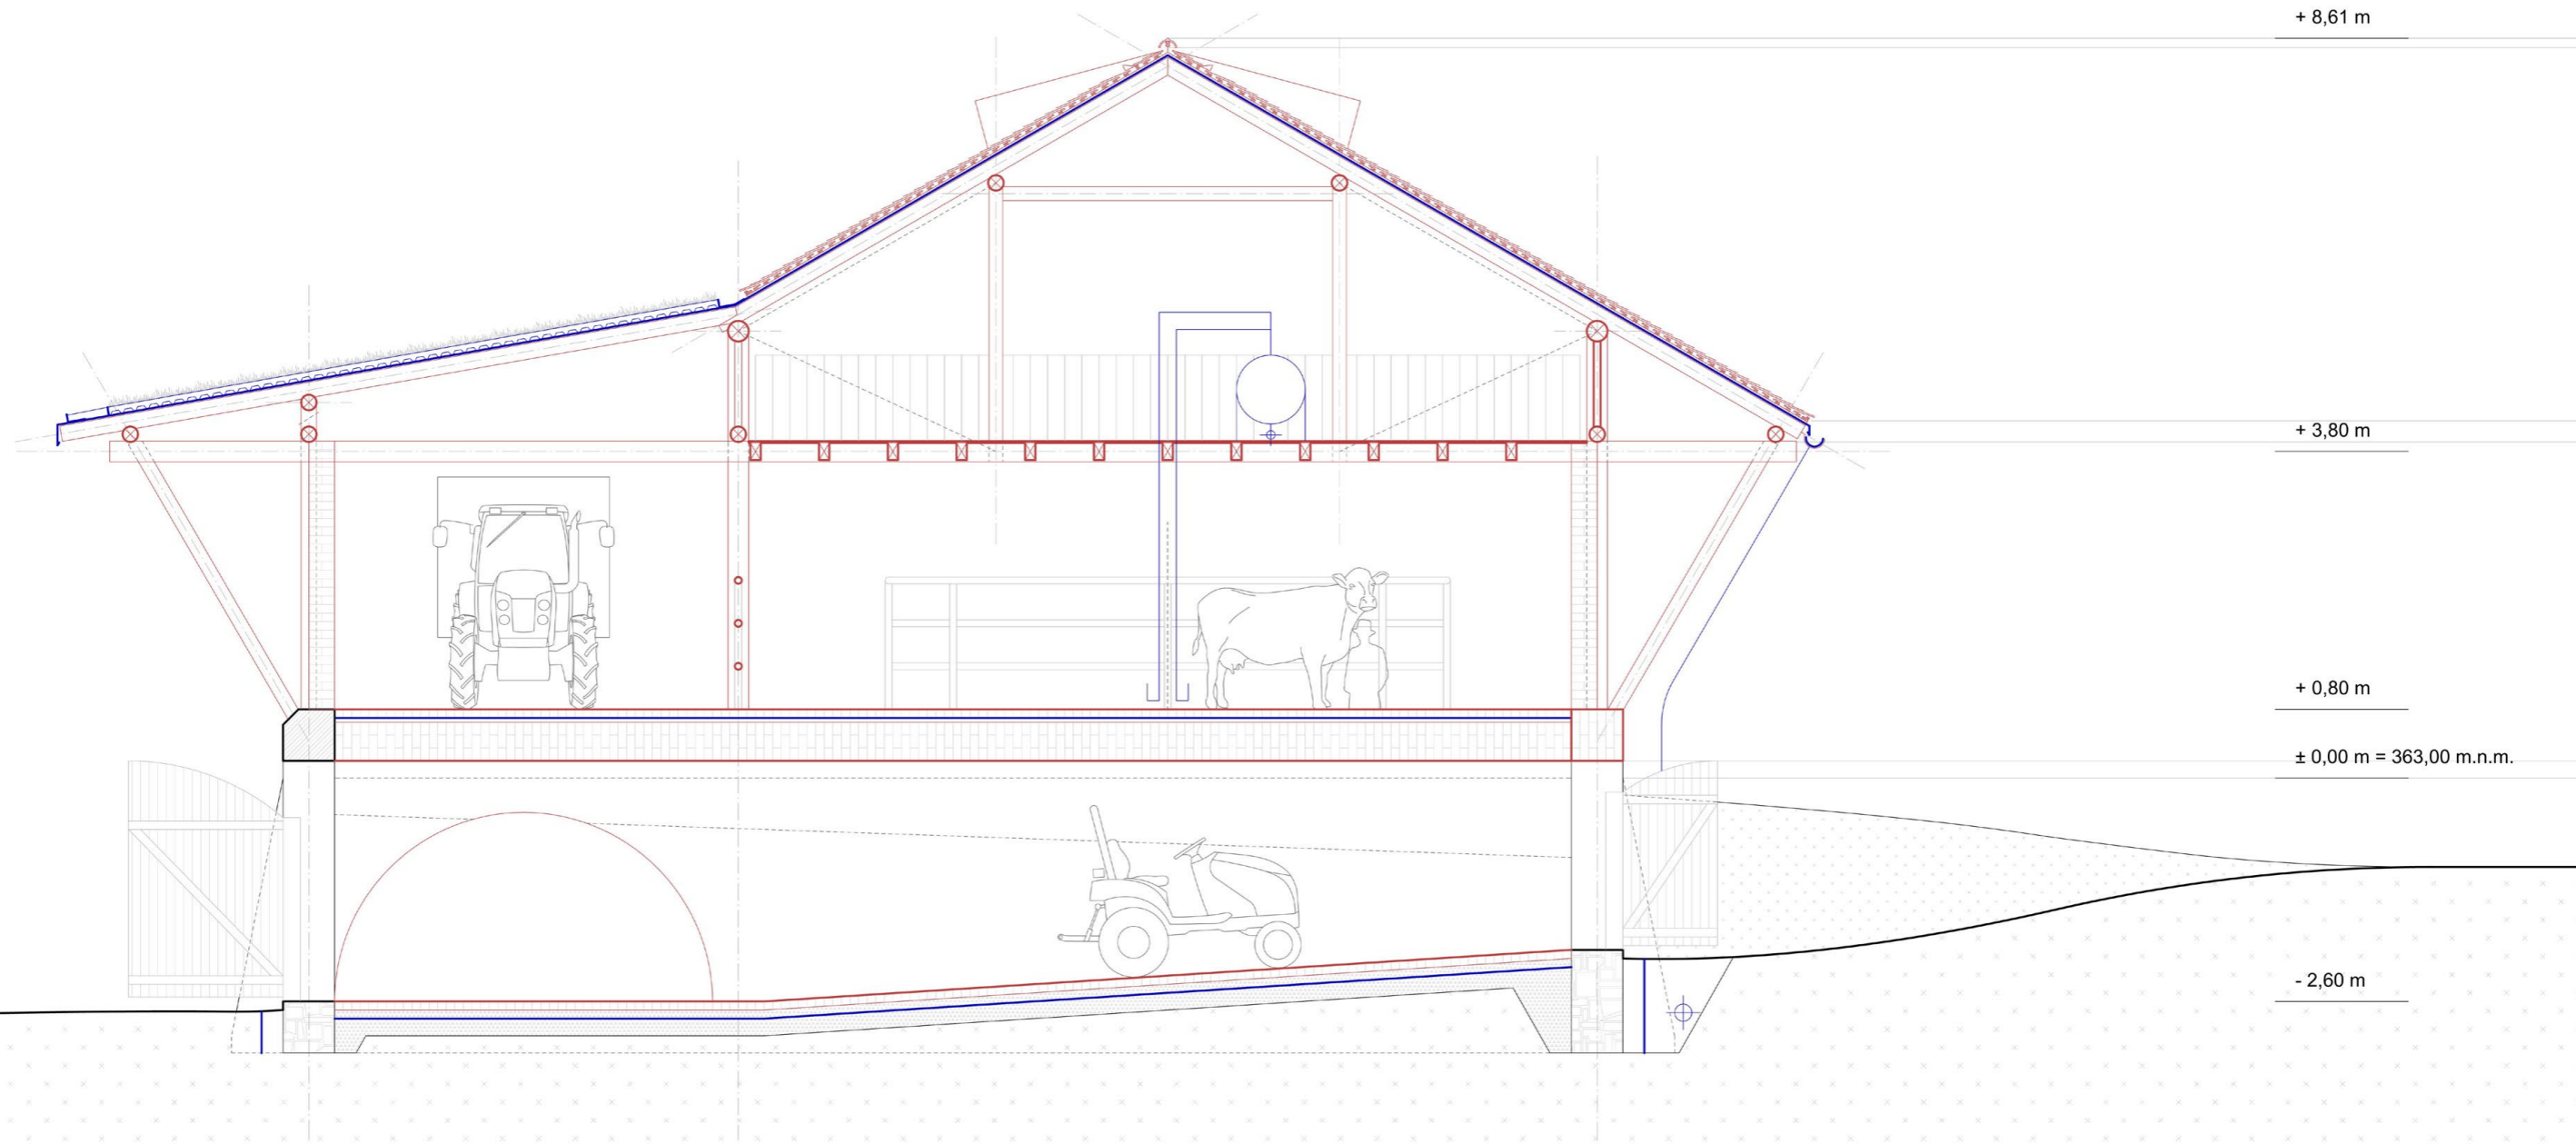 + 8,61 m
+ 3,80 m
+ 0,80 m
± 0,00 m = 363,00 m.n.m.
- 2,60 m